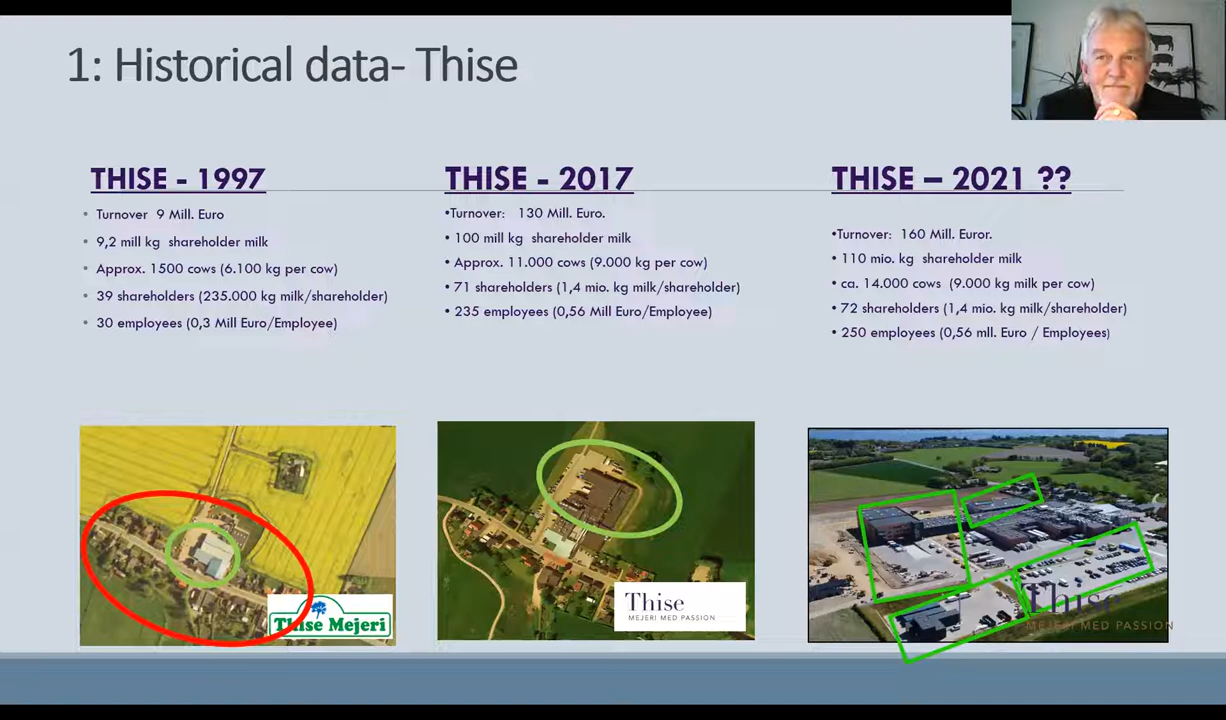 1: Historical data- Thise
THISE - 1997
• Turnover 9 Mill. Euro
• 9,2 mill kg shareholder milk
• Approx. 1500 cows (6.100 kg per cow)
• 39 shareholders (235.000 kg milk/shareholder)
• 30 employees (0,3 Mill Euro/Employee)
THISE - 2017
•Turnover: 130 Mill. Euro.
• 100 mill kg shareholder milk
• Approx. 11.000 cows (9.000 kg per cow)
• 71 shareholders (1,4 mio. kg milk/shareholder)
• 235 employees (0,56 Mill Euro/Employee)
THISE – 2021 ??
•Turnover: 160 Mill. Euror.
• 110 mio. kg shareholder milk
• ca. 14.000 cows (9.000 kg milk per cow)
• 72 shareholders (1,4 mio. kg milk/shareholder)
• 250 employees (0,56 mll. Euro / Employees)
Thise Mejeri
Thise
MEJERI MED PASSION
Thise
MEJERI MED PASSION